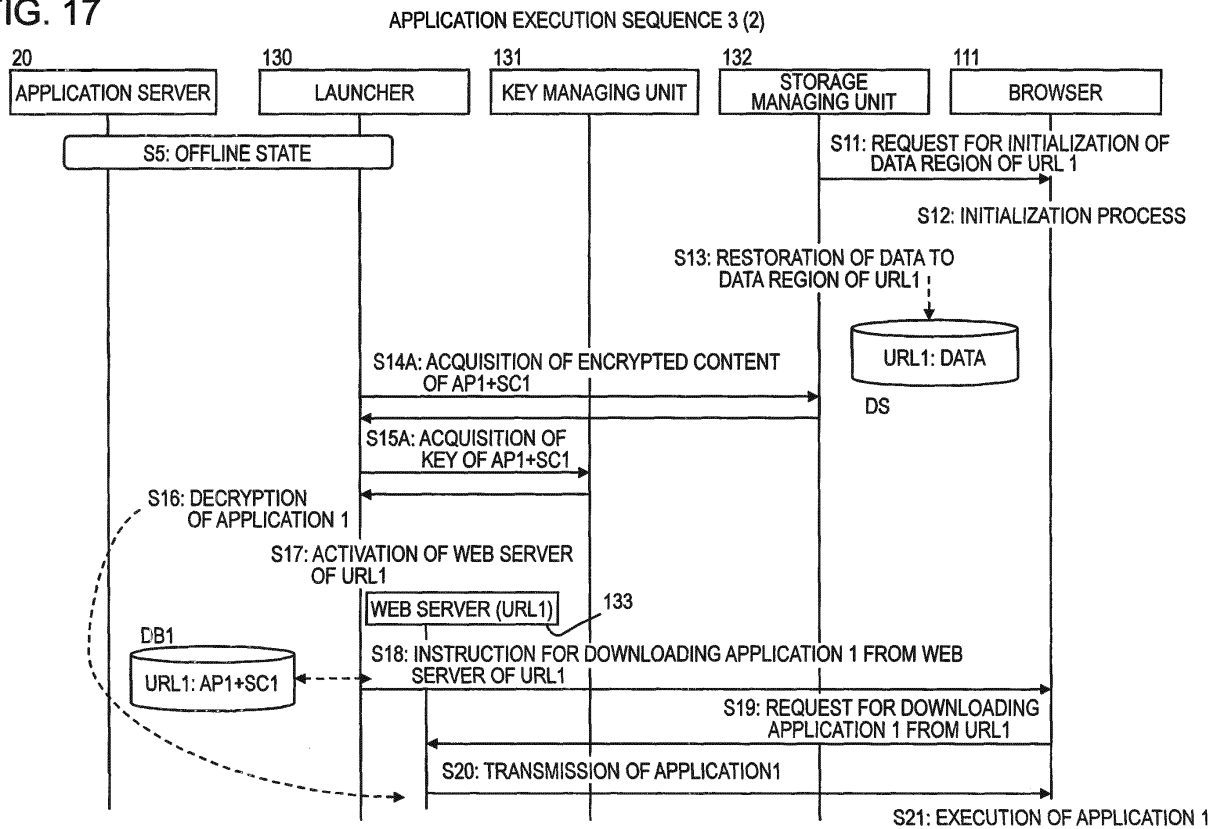 FIG. 17
APPLICATION EXECUTION SEQUENCE 3 (2)
20
130
131
132
111
APPLICATION SERVER
LAUNCHER
KEY MANAGING UNIT
STORAGE
MANAGING UNIT
BROWSER
S5: OFFLINE STATE
S11: REQUEST FOR INITIALIZATION OF
DATA REGION OF URL 1
S12: INITIALIZATION PROCESS
S13: RESTORATION OF DATA TO
DATA REGION OF URL1
URL1: DATA
DS
S14A: ACQUISITION OF ENCRYPTED CONTENT
OF AP1+SC1
S15A: ACQUISITION OF
KEY OF AP1+SC1
S16: DECRYPTION
OF APPLICATION 1
S17: ACTIVATION OF WEB SERVER
OF URL1
WEB SERVER (URL1)
133
DB1
URL1: AP1+SC1
S18: INSTRUCTION FOR DOWNLOADING APPLICATION 1 FROM WEB
SERVER OF URL1
S19: REQUEST FOR DOWNLOADING
APPLICATION 1 FROM URL1
S20: TRANSMISSION OF APPLICATION1
S21: EXECUTION OF APPLICATION 1